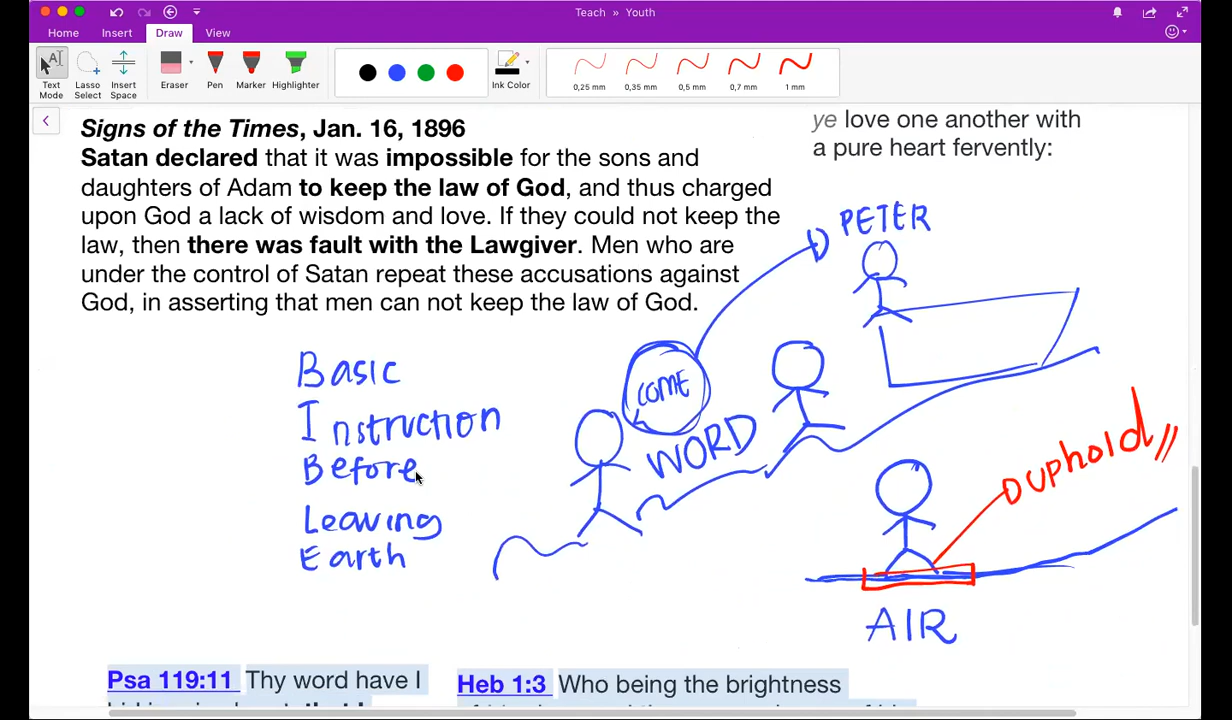 Teach » Youth
Home Insert Draw View
Text Mode
Lasso Select
Insert Space
Eraser
Pen
Marker
Highlighter
Ink Color
0,25 mm
0,35 mm
0,5 mm
0,7 mm
1 mm
Signs of the Times, Jan. 16, 1896
Satan declared that it was impossible for the sons and
daughters of Adam to keep the law of God, and thus charged
upon God a lack of wisdom and love. If they could not keep the
law, then there was fault with the Lawgiver. Men who are
under the control of Satan repeat these accusations against
God, in asserting that men can not keep the law of God.
ye love one another with
a pure heart fervently:
PETER
COME
WORD
Basic
Instruction
Before
Leaving
Earth
uphold
AIR
Psa 119:11 Thy word have I
Heb 1:3 Who being the brightness